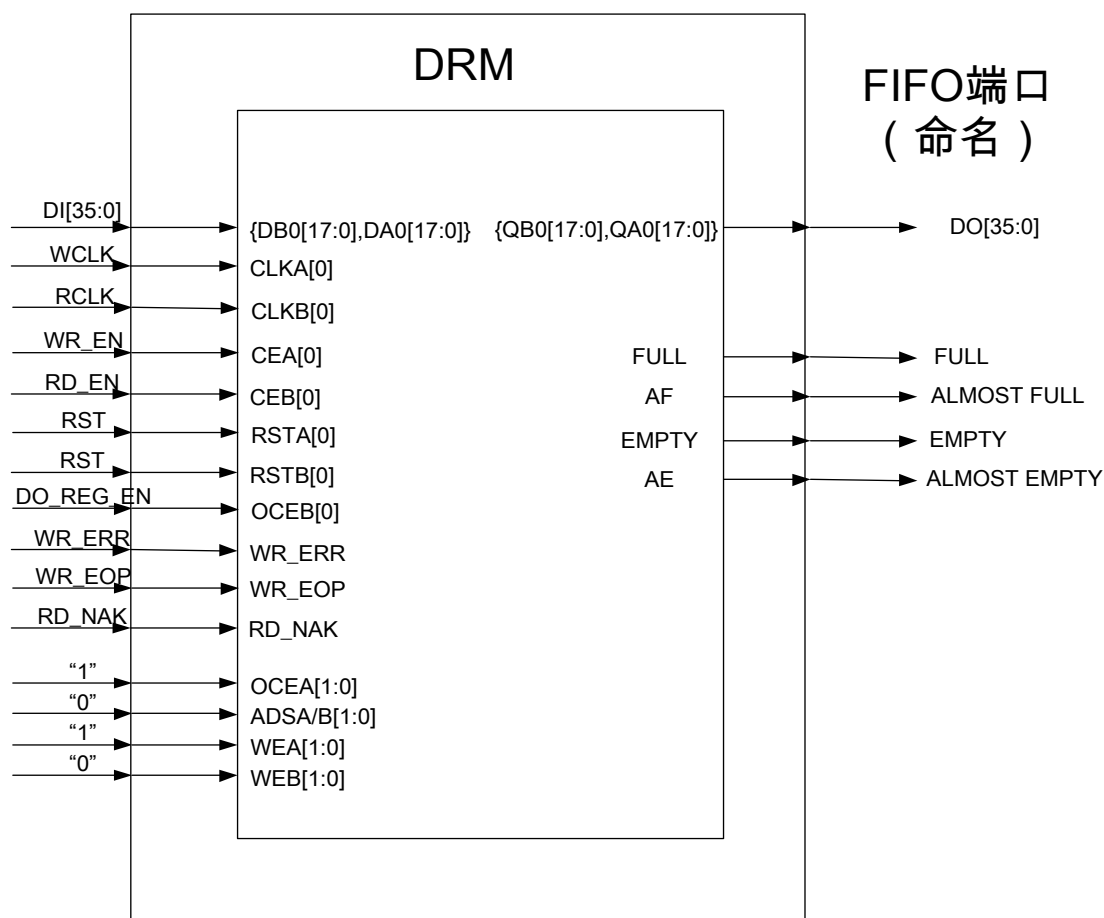 DRM
FIFO端口
（命名）
DI[35:0]
{DB0[17:0],DA0[17:0]}
{QB0[17:0],QA0[17:0]}
DO[35:0]
WCLK
CLKA[0]
RCLK
CLKB[0]
WR_EN
CEA[0]
FULL
FULL
RD_EN
CEB[0]
AF
ALMOST FULL
RST
RSTA[0]
EMPTY
EMPTY
RST
RSTB[0]
AE
ALMOST EMPTY
DO_REG_EN
OCEB[0]
WR_ERR
WR_ERR
WR_EOP
WR_EOP
RD_NAK
RD_NAK
“1”
OCEA[1:0]
“0”
ADSA/B[1:0]
“1”
WEA[1:0]
“0”
WEB[1:0]